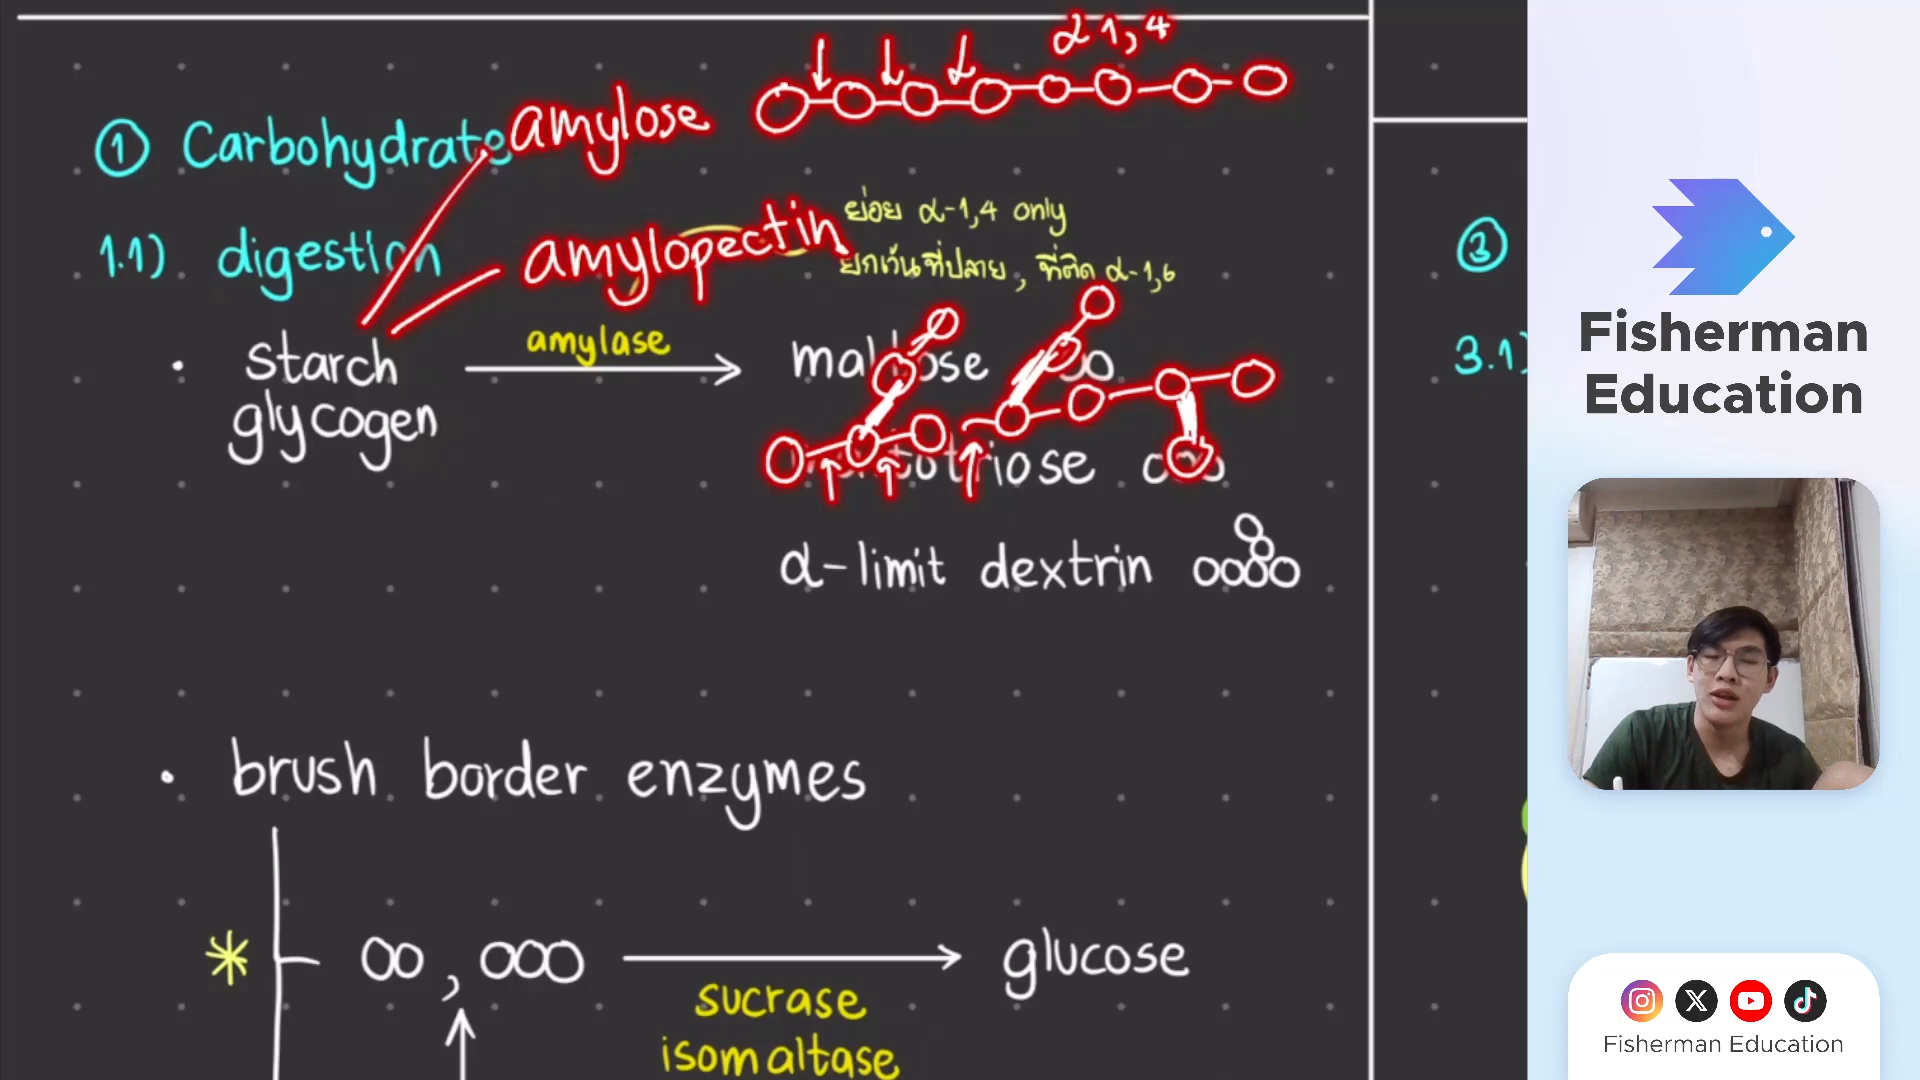 α 1, 4
amylose
① Carbohydrate
amylopectin
ย่อย α-1,4 only
ยกเว้นที่ปลาย, ที่ติด α-1,6
1.1) digestion
starch
amylase
maltose
glycogen
maltotriose
α-limit dextrin
• brush border enzymes
* , glucose
sucrase
isomaltase
③
3.1)
Fisherman
Education
Fisherman Education